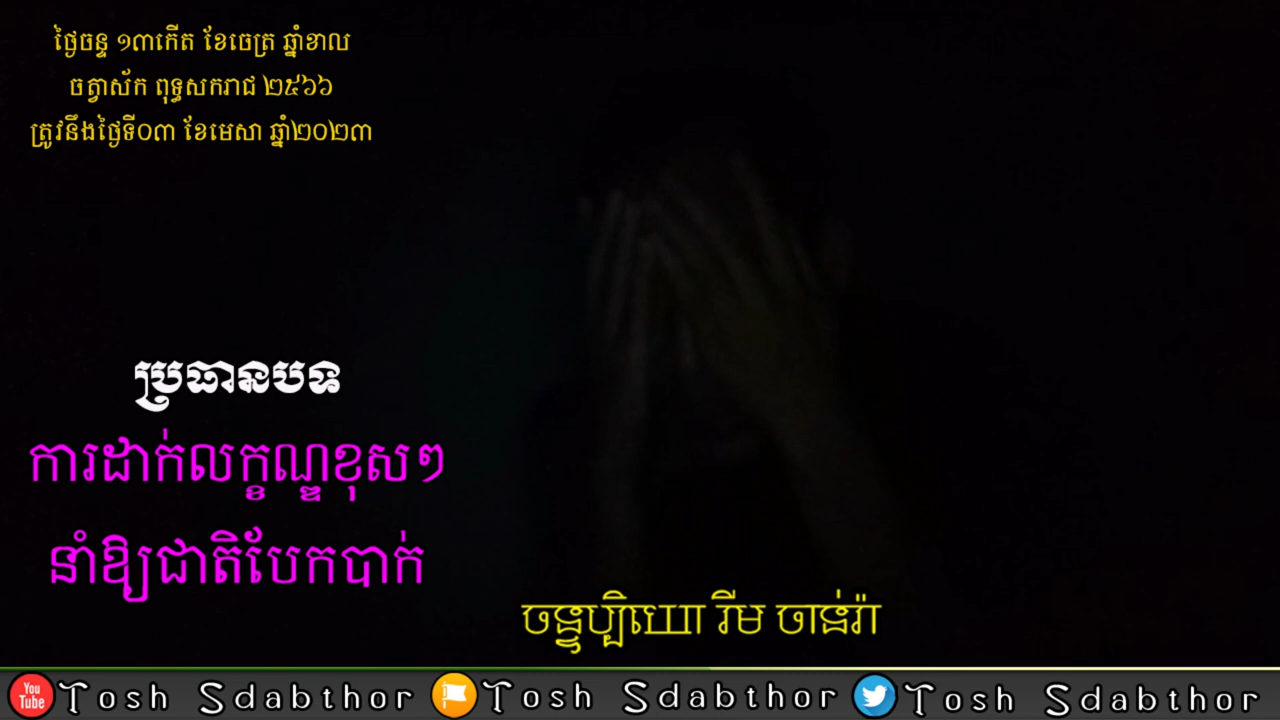 ថ្ងៃចន្ទ ១៣កើត ខែចេត្រ ឆ្នាំខាល
ចត្វាស័ក ពុទ្ធសករាជ ២៥៦៦
ត្រូវនឹងថ្ងៃទី០៣ ខែមេសា ឆ្នាំ២០២៣
ប្រធានបទ
ការដាក់លក្ខណ្ឌខុសៗ
នាំឱ្យជាតិបែកបាក់
ចន្ទប្បិយោ រីម ចាន់រ៉ា
You Tube Tosh Sdabthor Tosh Sdabthor Tosh Sdabthor